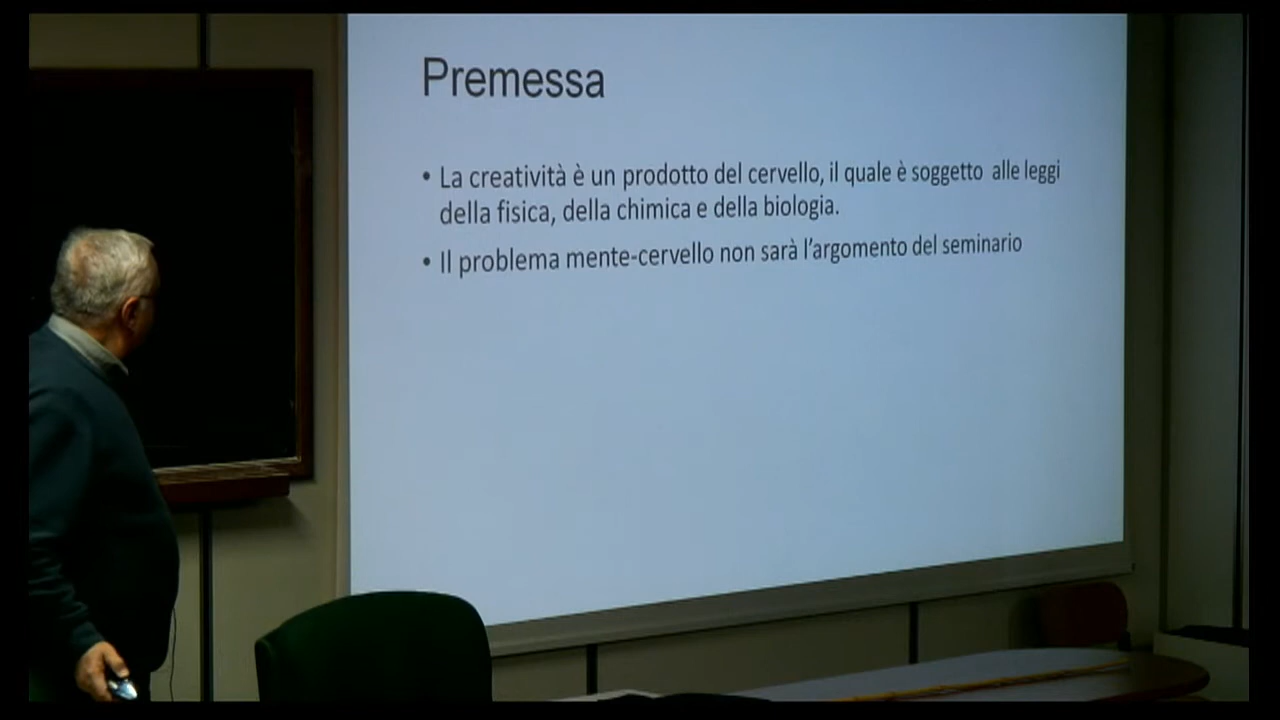 Premessa
• La creatività è un prodotto del cervello, il quale è soggetto alle leggi
della fisica, della chimica e della biologia.
• Il problema mente-cervello non sarà l'argomento del seminario